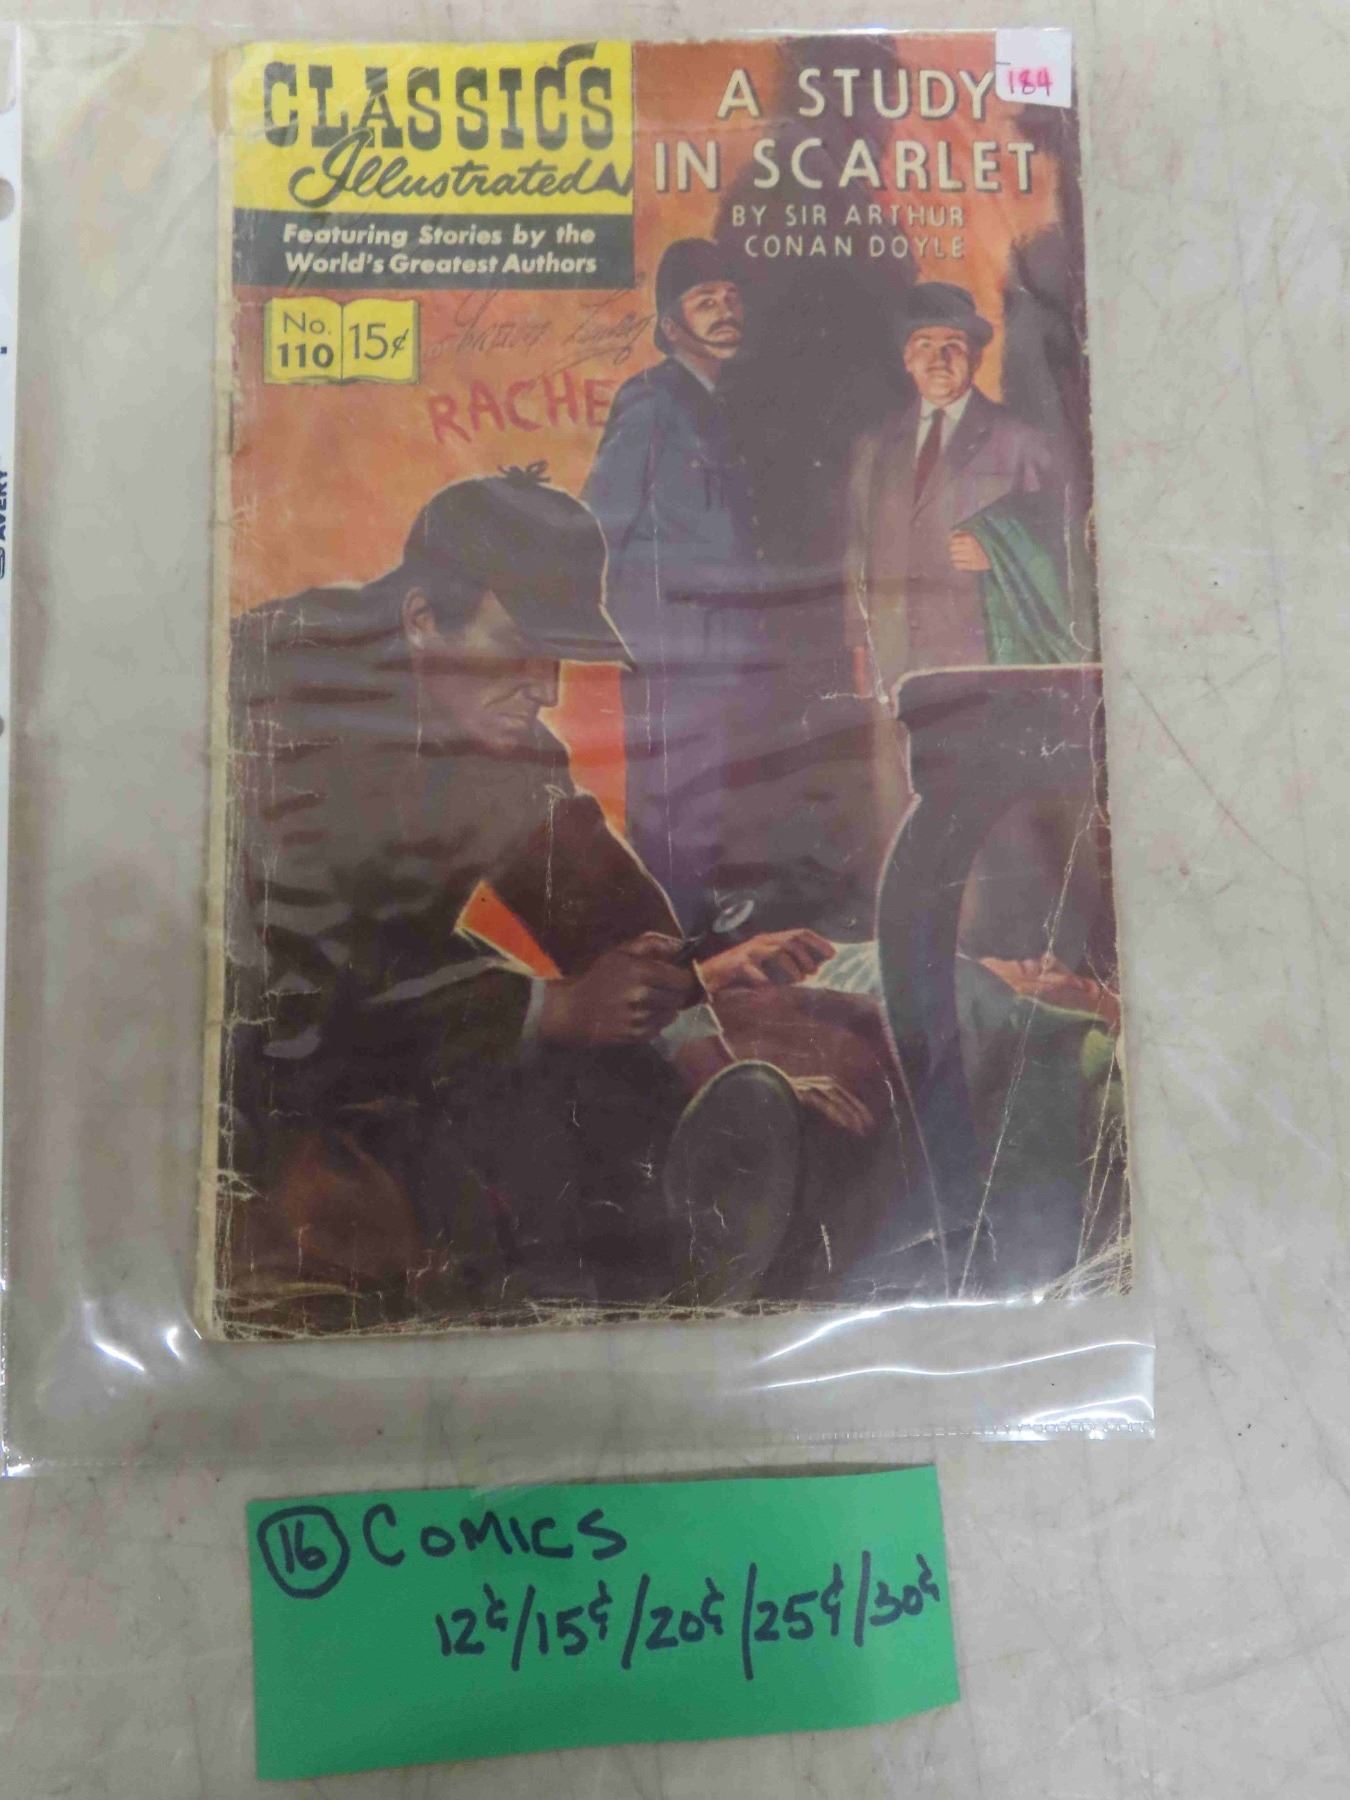 CLASSICS
Illustrated
Featuring Stories by the
World's Greatest Authors
No.
110
15¢
A STUDY
IN SCARLET
BY SIR ARTHUR
CONAN DOYLE
184
RACHE
AVERY
16 COMICS
12¢/15¢/20¢/25¢/30¢